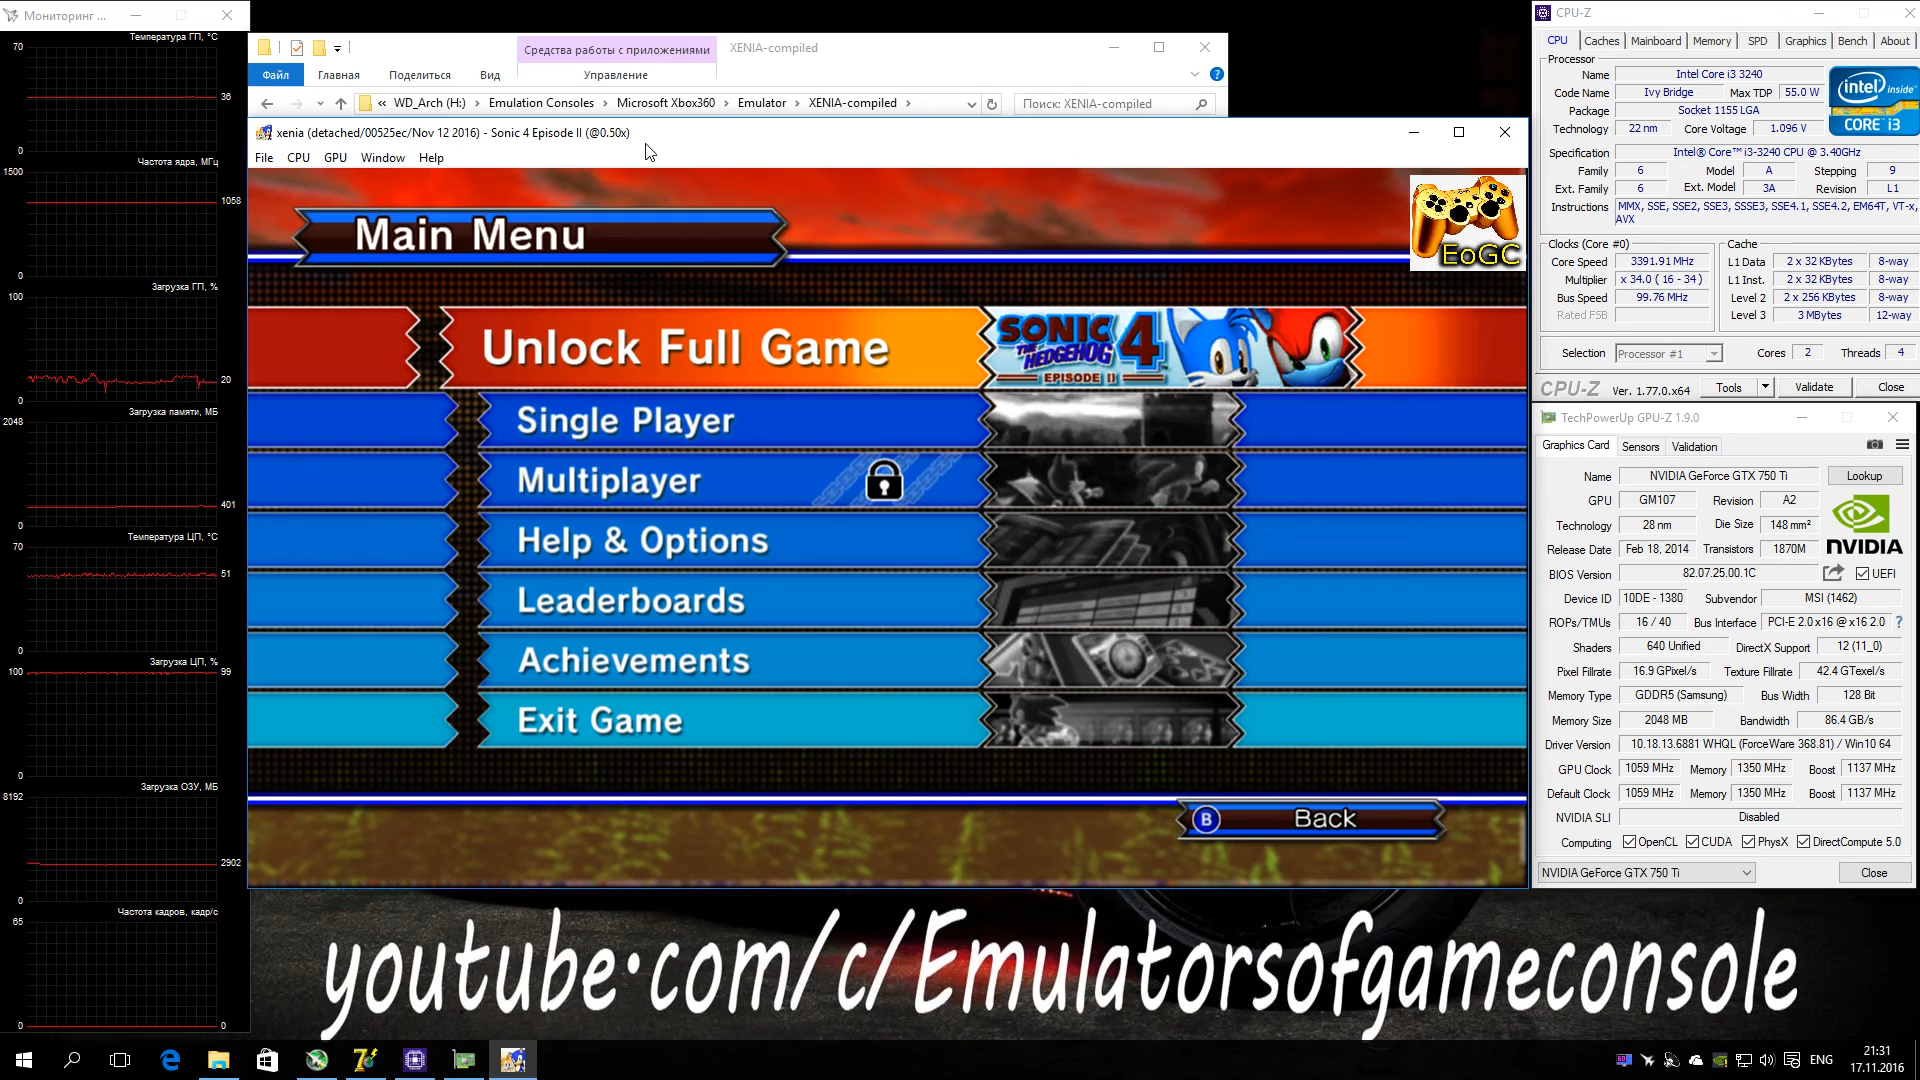 Мониторинг ...
Температура ГП, °C
70
36
0
Частота ядра, МГц
1500
1058
0
Загрузка ГП, %
100
20
0
Загрузка памяти, МБ
2048
401
0
Температура ЦП, °C
70
51
0
Загрузка ЦП, %
100
99
0
Загрузка ОЗУ, МБ
8192
2902
0
Частота кадров, кадр/с
65
0
0
Средства работы с приложениями
XENIA-compiled
Файл
Главная
Поделиться
Вид
Управление
« WD_Arch (H:) › Emulation Consoles › Microsoft Xbox360 › Emulator › XENIA-compiled ›
Поиск: XENIA-compiled
xenia (detached/00525ec/Nov 12 2016) - Sonic 4 Episode II (@0.50x)
File CPU GPU Window Help
Main Menu
EoGC
Unlock Full Game
SONIC
THE
HEDGEHOG
4
EPISODE II
Single Player
Multiplayer
Help & Options
Leaderboards
Achievements
Exit Game
B Back
youtube.com/c/Emulatorsofgameconsole
CPU-Z
CPU Caches Mainboard Memory SPD Graphics Bench About
Processor
Name Intel Core i3 3240
Code Name Ivy Bridge Max TDP 55.0 W
Package Socket 1155 LGA
Technology 22 nm Core Voltage 1.096 V
intel inside™
CORE i3
Specification Intel® Core™ i3-3240 CPU @ 3.40GHz
Family 6 Model A Stepping 9
Ext. Family 6 Ext. Model 3A Revision L1
Instructions MMX, SSE, SSE2, SSE3, SSSE3, SSE4.1, SSE4.2, EM64T, VT-x,
AVX
Clocks (Core #0)
Core Speed 3391.91 MHz
Multiplier x 34.0 ( 16 - 34 )
Bus Speed 99.76 MHz
Rated FSB
Cache
L1 Data 2 x 32 KBytes 8-way
L1 Inst. 2 x 32 KBytes 8-way
Level 2 2 x 256 KBytes 8-way
Level 3 3 MBytes 12-way
Selection Processor #1 Cores 2 Threads 4
CPU-Z Ver. 1.77.0.x64 Tools Validate Close
TechPowerUp GPU-Z 1.9.0
Graphics Card Sensors Validation
Name NVIDIA GeForce GTX 750 Ti Lookup
GPU GM107 Revision A2
Technology 28 nm Die Size 148 mm²
Release Date Feb 18, 2014 Transistors 1870M
NVIDIA
BIOS Version 82.07.25.00.1C UEFI
Device ID 10DE - 1380 Subvendor MSI (1462)
ROPs/TMUs 16 / 40 Bus Interface PCI-E 2.0 x16 @ x16 2.0 ?
Shaders 640 Unified DirectX Support 12 (11_0)
Pixel Fillrate 16.9 GPixel/s Texture Fillrate 42.4 GTexel/s
Memory Type GDDR5 (Samsung) Bus Width 128 Bit
Memory Size 2048 MB Bandwidth 86.4 GB/s
Driver Version 10.18.13.6881 WHQL (ForceWare 368.81) / Win10 64
GPU Clock 1059 MHz Memory 1350 MHz Boost 1137 MHz
Default Clock 1059 MHz Memory 1350 MHz Boost 1137 MHz
NVIDIA SLI Disabled
Computing OpenCL CUDA PhysX DirectCompute 5.0
NVIDIA GeForce GTX 750 Ti Close
ENG
21:31
17.11.2016